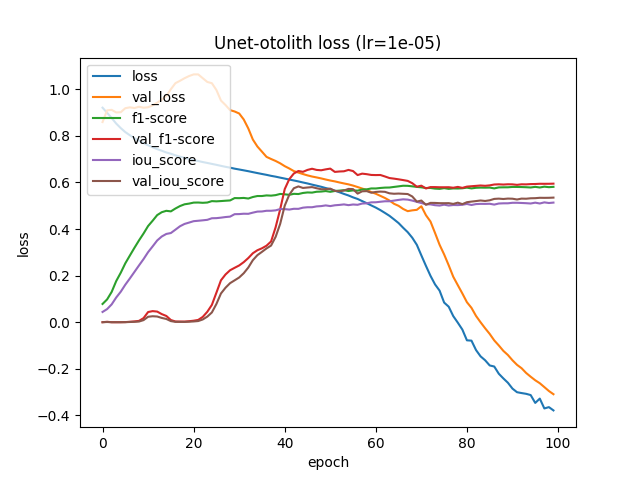 Unet-otolith loss (lr=1e-05)
loss
val_loss
f1-score
val_f1-score
iou_score
val_iou_score
1.0
0.8
0.6
0.4
0.2
0.0
−0.2
−0.4
loss
0 20 40 60 80 100
epoch